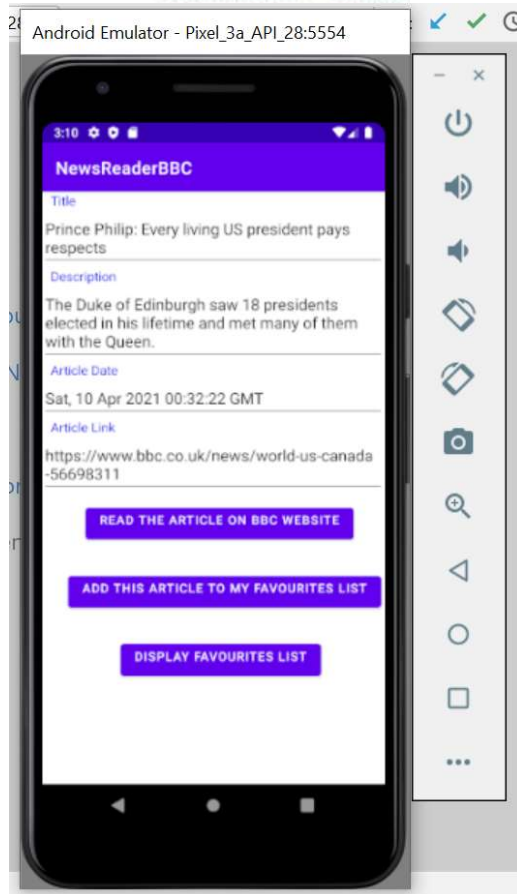 Android Emulator - Pixel_3a_API_28:5554
3:10
NewsReaderBBC
Title
Prince Philip: Every living US president pays
respects
Description
The Duke of Edinburgh saw 18 presidents
elected in his lifetime and met many of them
with the Queen.
Article Date
Sat, 10 Apr 2021 00:32:22 GMT
Article Link
https://www.bbc.co.uk/news/world-us-canada
-56698311
READ THE ARTICLE ON BBC WEBSITE
ADD THIS ARTICLE TO MY FAVOURITES LIST
DISPLAY FAVOURITES LIST